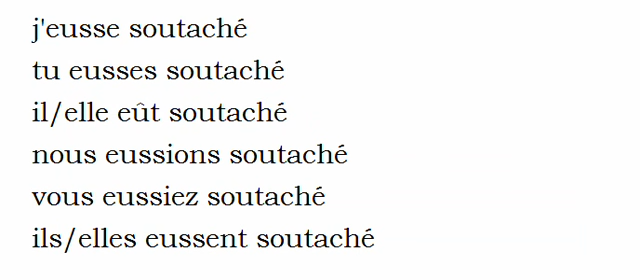 j'eusse soutaché
tu eusses soutaché
il/elle eût soutaché
nous eussions soutaché
vous eussiez soutaché
ils/elles eussent soutaché